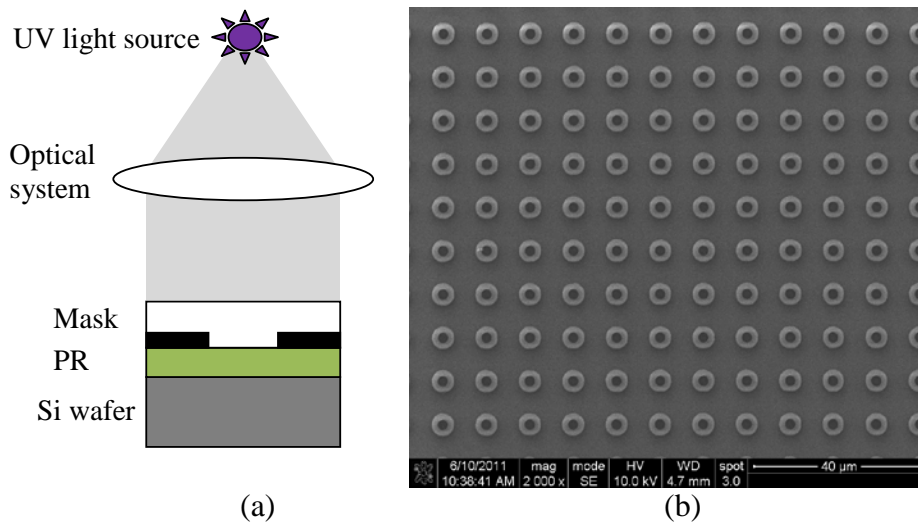 UV light source
Optical
system
Mask
PR
Si wafer
(a)
6/10/2011 mag mode HV WD spot 40 µm
10:38:41 AM 2 000 x SE 10.0 kV 4.7 mm 3.0
(b)